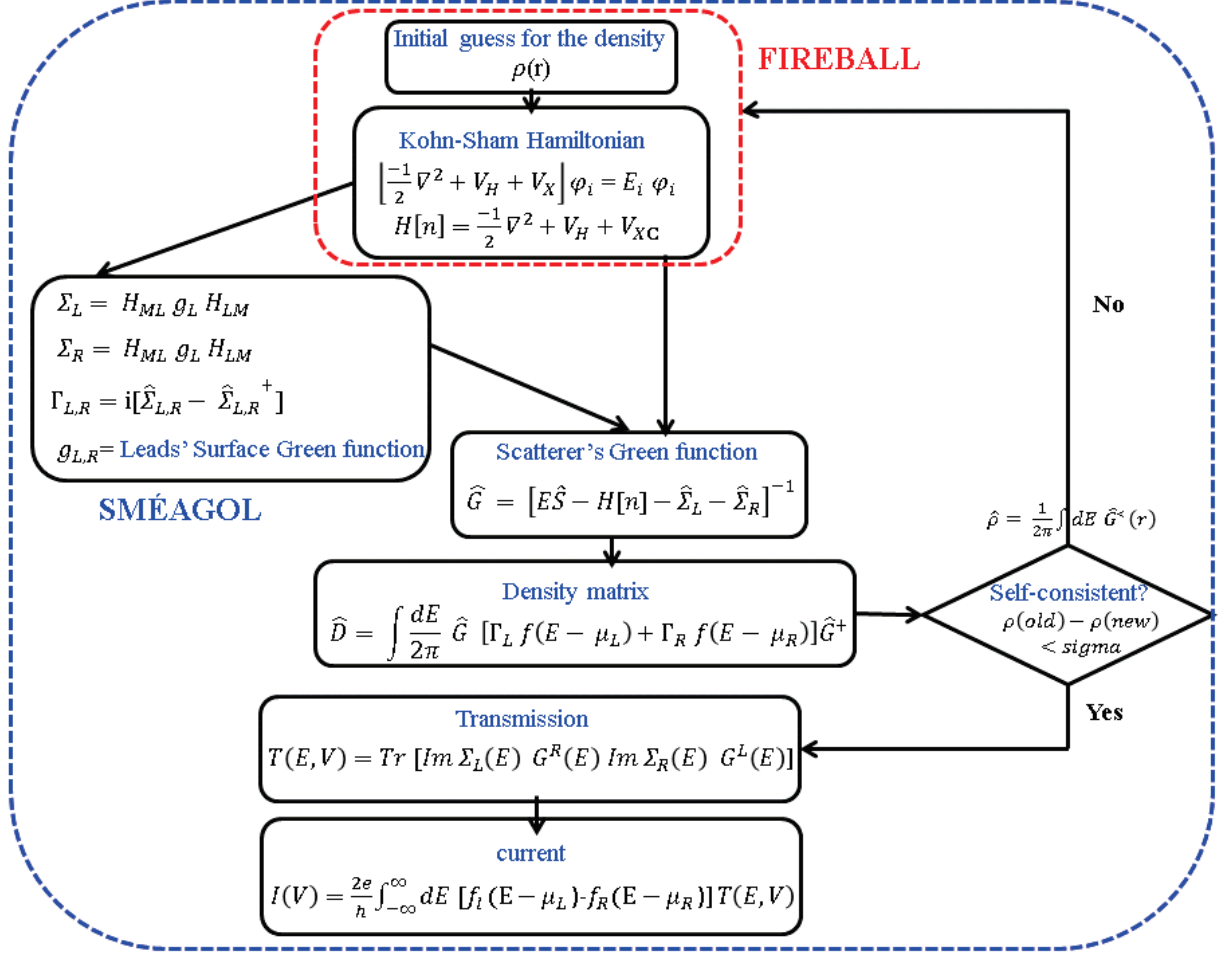 Initial guess for the density
ρ(r)
FIREBALL
Kohn-Sham Hamiltonian
⌊−1/2 ∇² + V_H + V_X⌋ φ_i = E_i φ_i
H[n] = −1/2 ∇² + V_H + V_XC
Σ_L = H_ML g_L H_LM
Σ_R = H_ML g_L H_LM
Γ_L,R = i[Σ̂_L,R − Σ̂_L,R⁺]
g_L,R= Leads' Surface Green function
SMÉAGOL
No
Scatterer's Green function
Ĝ = [EŜ − H[n] − Σ̂_L − Σ̂_R]⁻¹
ρ̂ = 1/2π ∫ dE Ĝ^<(r)
Density matrix
D̂ = ∫ dE/2π Ĝ [Γ_L f(E − μ_L) + Γ_R f(E − μ_R)]Ĝ⁺
Self-consistent?
ρ(old) − ρ(new)
< sigma
Yes
Transmission
T(E,V) = Tr [Im Σ_L(E) G^R(E) Im Σ_R(E) G^L(E)]
current
I(V) = 2e/h ∫_−∞^∞ dE [f_l (E − μ_L)-f_R(E − μ_R)] T(E,V)